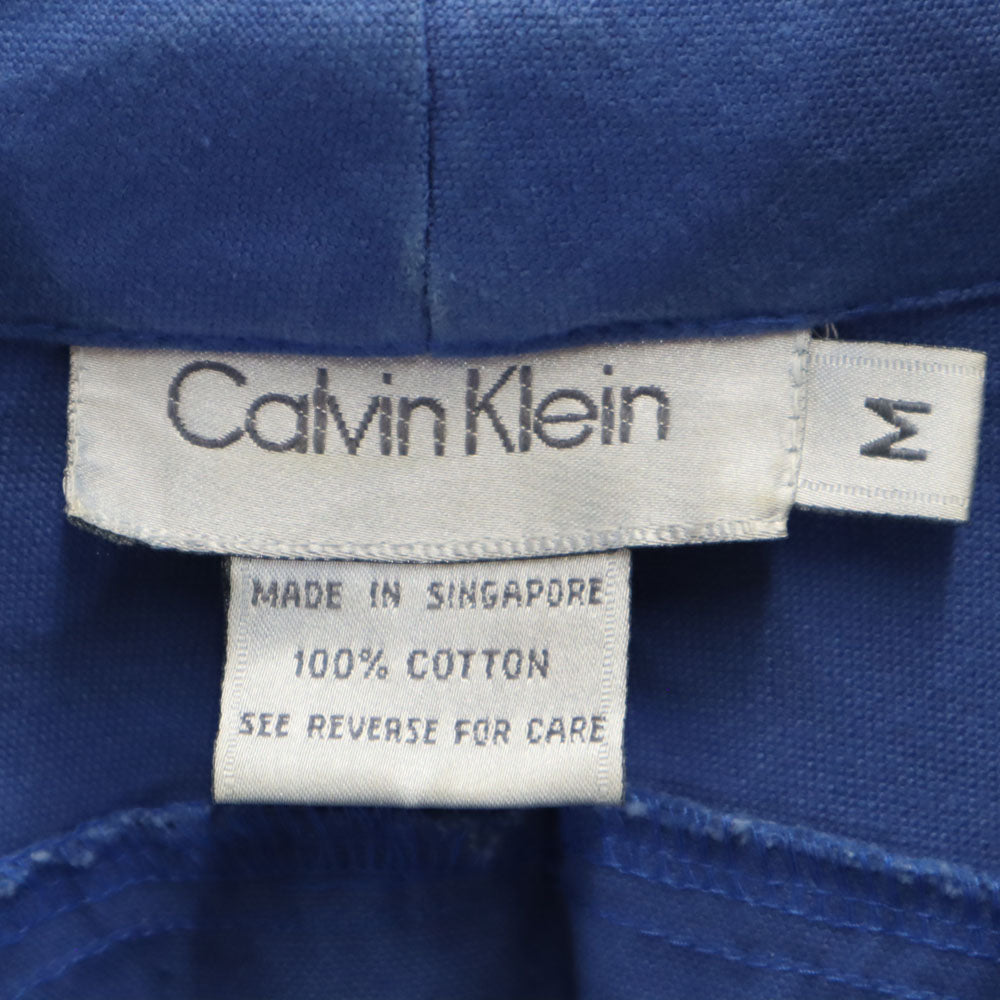 Calvin Klein
M
MADE IN SINGAPORE
100% COTTON
SEE REVERSE FOR CARE